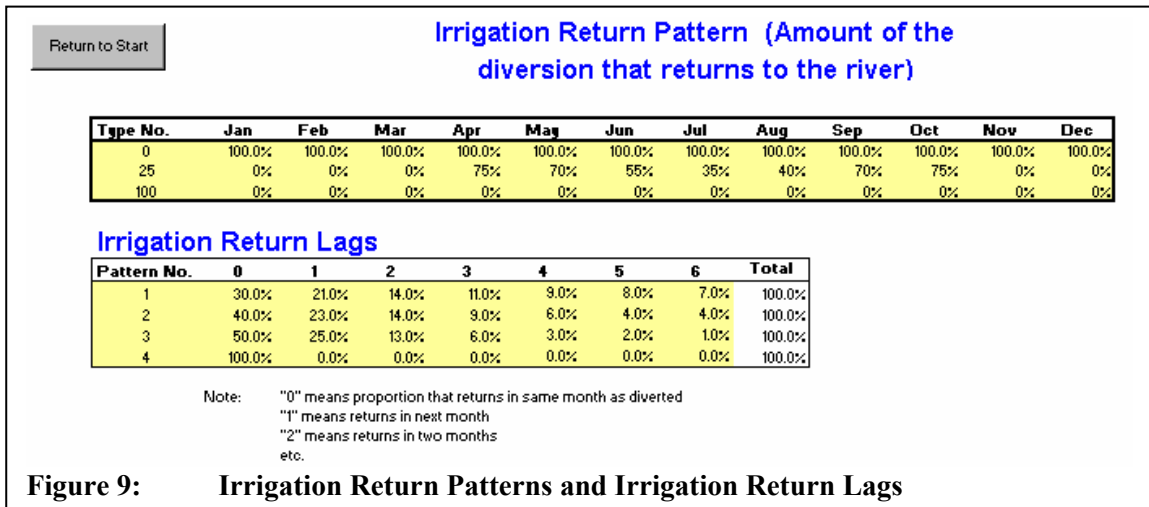 Return to Start
Irrigation Return Pattern (Amount of the
diversion that returns to the river)
Type No. Jan Feb Mar Apr May Jun Jul Aug Sep Oct Nov Dec
0 100.0% 100.0% 100.0% 100.0% 100.0% 100.0% 100.0% 100.0% 100.0% 100.0% 100.0% 100.0%
25 0% 0% 0% 75% 70% 55% 35% 40% 70% 75% 0% 0%
100 0% 0% 0% 0% 0% 0% 0% 0% 0% 0% 0% 0%
Irrigation Return Lags
Pattern No. 0 1 2 3 4 5 6 Total
1 30.0% 21.0% 14.0% 11.0% 9.0% 8.0% 7.0% 100.0%
2 40.0% 23.0% 14.0% 9.0% 6.0% 4.0% 4.0% 100.0%
3 50.0% 25.0% 13.0% 6.0% 3.0% 2.0% 1.0% 100.0%
4 100.0% 0.0% 0.0% 0.0% 0.0% 0.0% 0.0% 100.0%
Note: "0" means proportion that returns in same month as diverted
"1" means returns in next month
"2" means returns in two months
etc.
Figure 9: Irrigation Return Patterns and Irrigation Return Lags